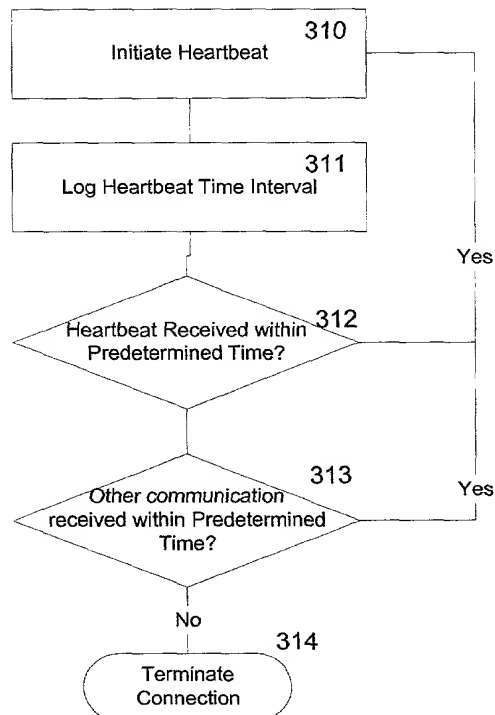 310
Initiate Heartbeat
311
Log Heartbeat Time Interval
Yes
312
Heartbeat Received within
Predetermined Time?
313
Yes
Other communication
received within Predetermined
Time?
No
314
Terminate
Connection